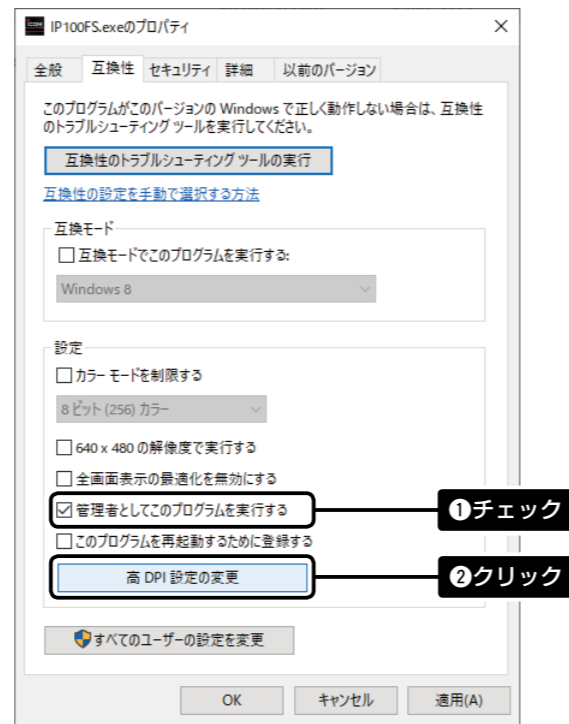 IP100FS.exeのプロパティ
全般 互換性 セキュリティ 詳細 以前のバージョン
このプログラムがこのバージョンの Windows で正しく動作しない場合は、互換性
のトラブルシューティング ツールを実行してください。
互換性のトラブルシューティング ツールの実行
互換性の設定を手動で選択する方法
互換モード
互換モードでこのプログラムを実行する:
Windows 8
設定
カラー モードを制限する
8 ビット (256) カラー
640 x 480 の解像度で実行する
全画面表示の最適化を無効にする
管理者としてこのプログラムを実行する
❶チェック
このプログラムを再起動するために登録する
高 DPI 設定の変更
❷クリック
すべてのユーザーの設定を変更
OK キャンセル 適用(A)